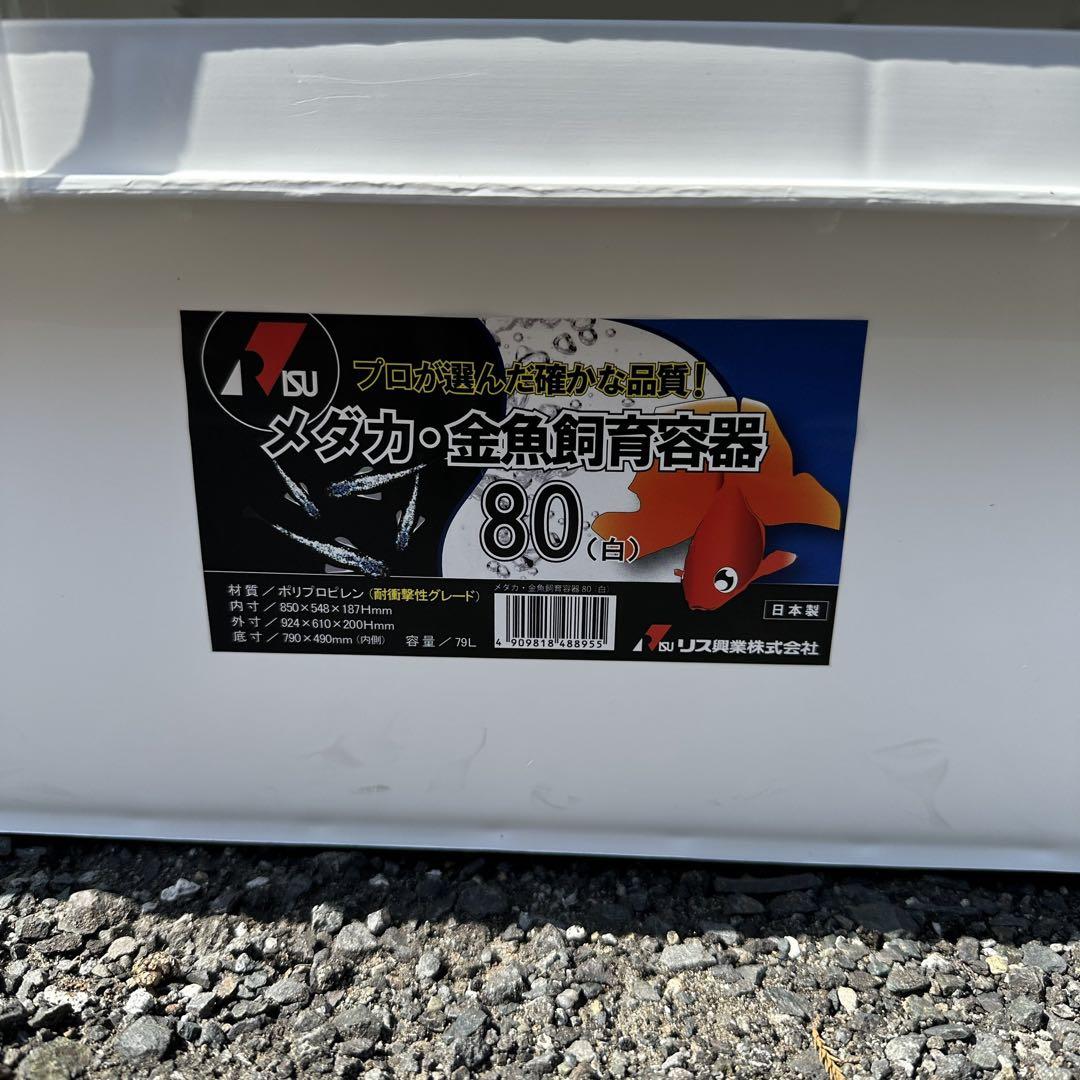 RISU
プロが選んだ確かな品質!
メダカ・金魚飼育容器
80(白)
材質/ポリプロピレン(耐衝撃性グレード)
内寸/850×548×187Hmm
外寸/924×610×200Hmm
底寸/790×490mm(内側) 容量/79L
メダカ・金魚飼育容器80(白)
4 909818 488955
日本製
RISU リス興業株式会社